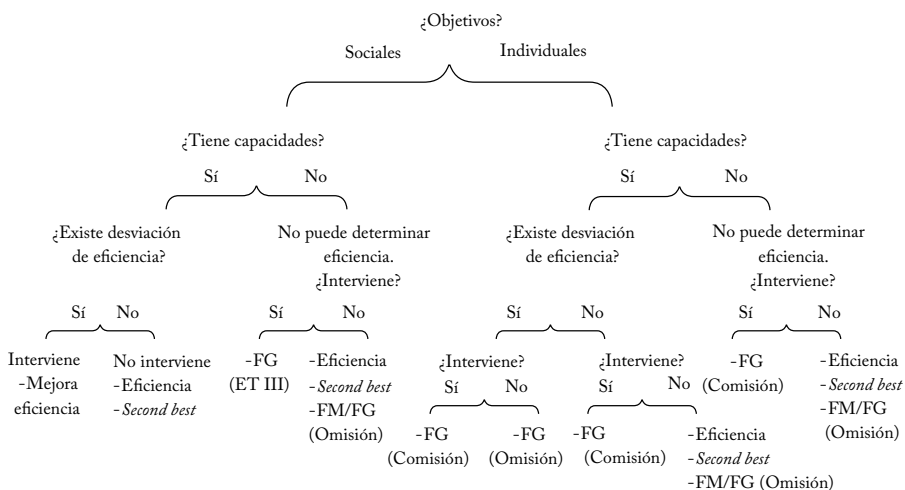 ¿Objetivos?
Sociales Individuales
¿Tiene capacidades? ¿Tiene capacidades?
Sí No Sí No
¿Existe desviación
de eficiencia?
No puede determinar
eficiencia.
¿Interviene?
¿Existe desviación
de eficiencia?
No puede determinar
eficiencia.
¿Interviene?
Sí No Sí No Sí No Sí No
Interviene
-Mejora
eficiencia
No interviene
-Eficiencia
-Second best
-FG
(ET III)
-Eficiencia
-Second best
-FM/FG
(Omisión)
¿Interviene?
Sí No
-FG
(Comisión)
-FG
(Omisión)
¿Interviene?
Sí No
-FG
(Comisión)
-Eficiencia
-Second best
-FM/FG (Omisión)
-FG
(Comisión)
-Eficiencia
-Second best
-FM/FG
(Omisión)